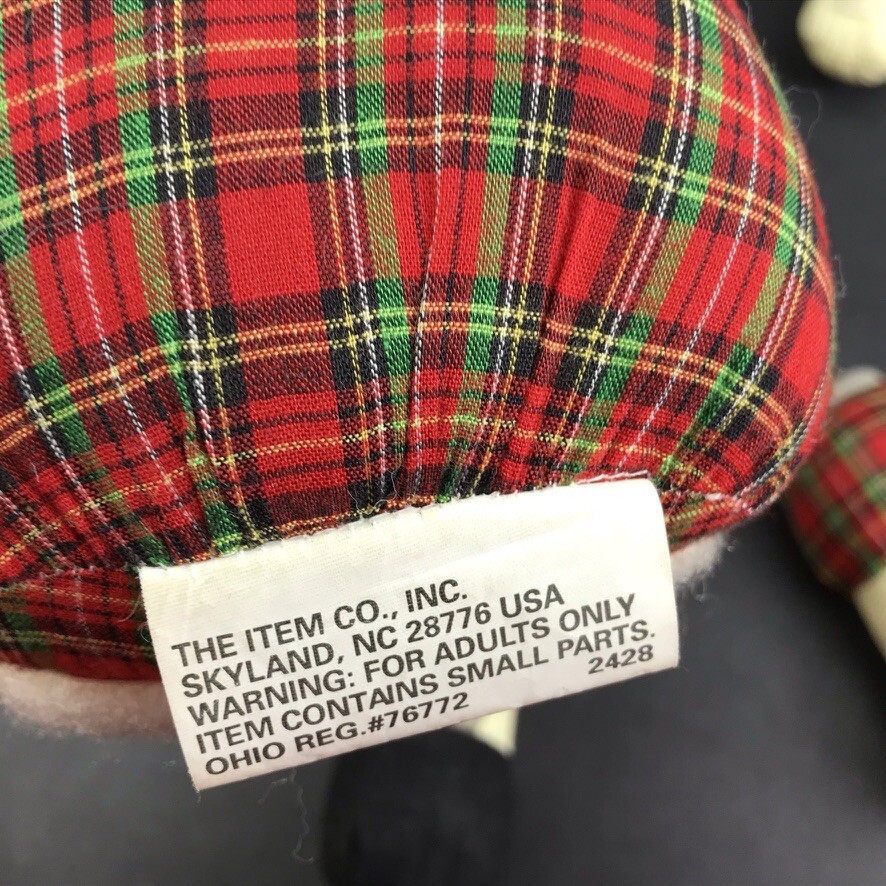 THE ITEM CO., INC.
SKYLAND, NC 28776 USA
WARNING: FOR ADULTS ONLY
ITEM CONTAINS SMALL PARTS.
OHIO REG.#76772 2428